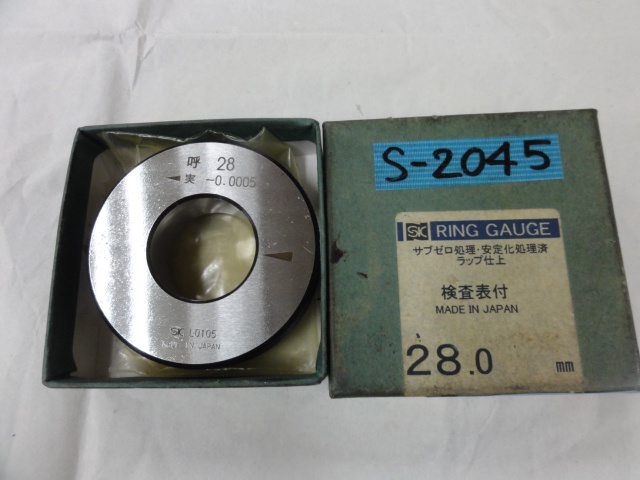 呼 28
実 -0.0005
SK L0105
MADE IN JAPAN
S-2045
SK RING GAUGE
サブゼロ処理・安定化処理済
ラップ仕上
検査表付
MADE IN JAPAN
28.0 mm